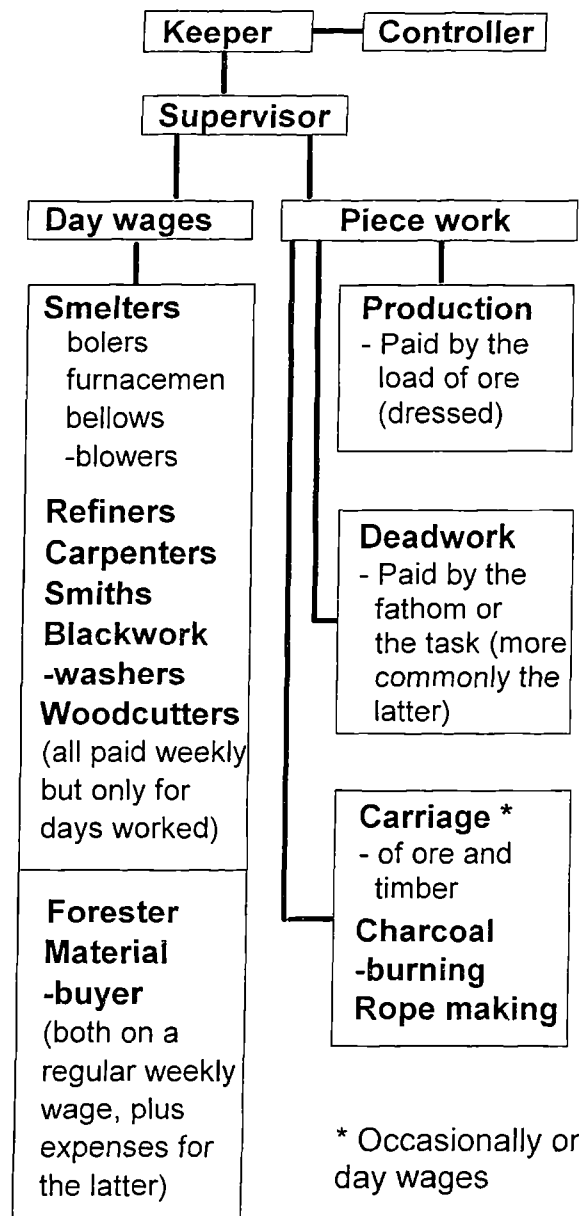 Keeper
Controller
Supervisor
Day wages
Smelters
bolers
furnacemen
bellows
-blowers
Refiners
Carpenters
Smiths
Blackwork
-washers
Woodcutters
(all paid weekly
but only for
days worked)
Forester
Material
-buyer
(both on a
regular weekly
wage, plus
expenses for
the latter)
Piece work
Production
- Paid by the
load of ore
(dressed)
Deadwork
- Paid by the
fathom or
the task (more
commonly the
latter)
Carriage *
- of ore and
timber
Charcoal
-burning
Rope making
* Occasionally or
day wages